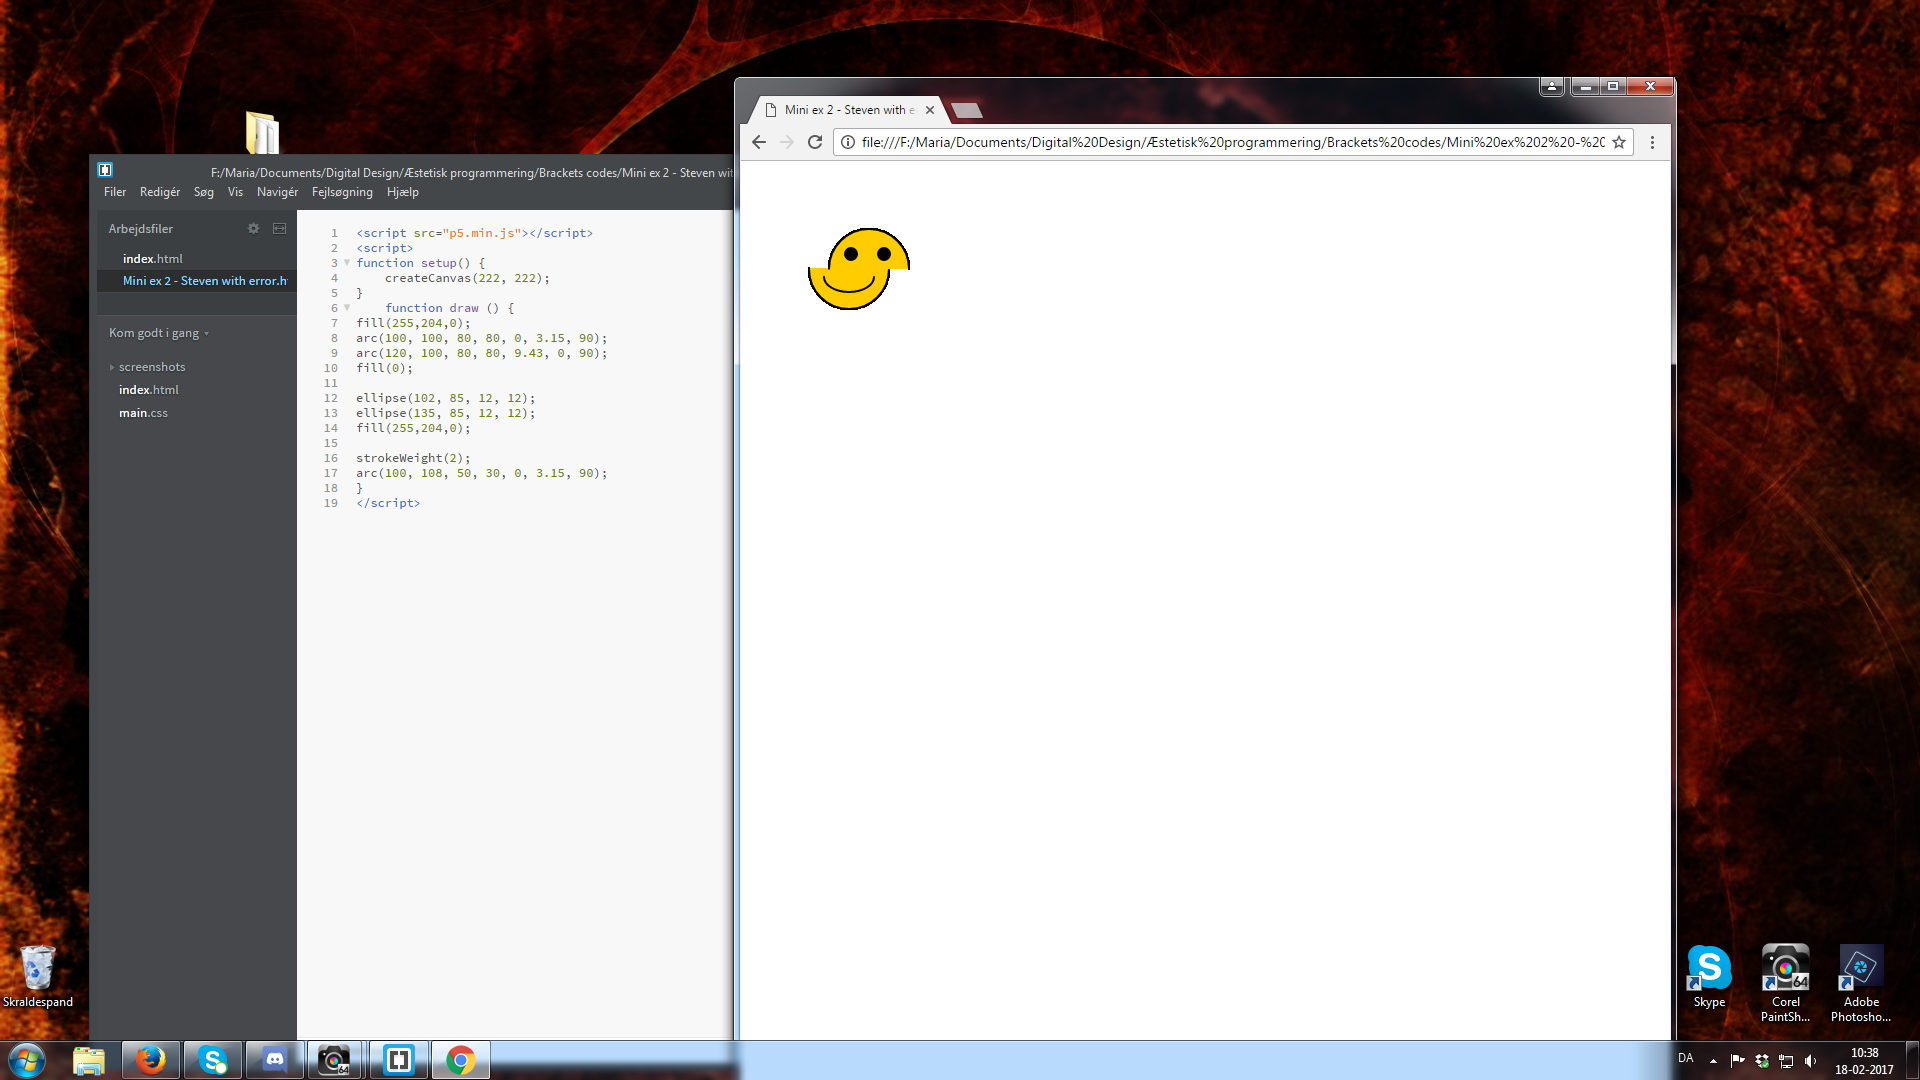 Mini ex 2 - Steven with e
file:///F:/Maria/Documents/Digital%20Design/Æstetisk%20programmering/Brackets%20codes/Mini%20ex%202%20-%20
F:/Maria/Documents/Digital Design/Æstetisk programmering/Brackets codes/Mini ex 2 - Steven wit
Filer Redigér Søg Vis Navigér Fejlsøgning Hjælp
Arbejdsfiler
index.html
Mini ex 2 - Steven with error.h
Kom godt i gang
screenshots
index.html
main.css
1 <script src="p5.min.js"></script>
2 <script>
3 function setup() {
4 createCanvas(222, 222);
5 }
6 function draw () {
7 fill(255,204,0);
8 arc(100, 100, 80, 80, 0, 3.15, 90);
9 arc(120, 100, 80, 80, 9.43, 0, 90);
10 fill(0);
11
12 ellipse(102, 85, 12, 12);
13 ellipse(135, 85, 12, 12);
14 fill(255,204,0);
15
16 strokeWeight(2);
17 arc(100, 108, 50, 30, 0, 3.15, 90);
18 }
19 </script>
Skraldespand
Skype
Corel
PaintSh...
64
Adobe
Photosho...
64
DA
10:38
18-02-2017